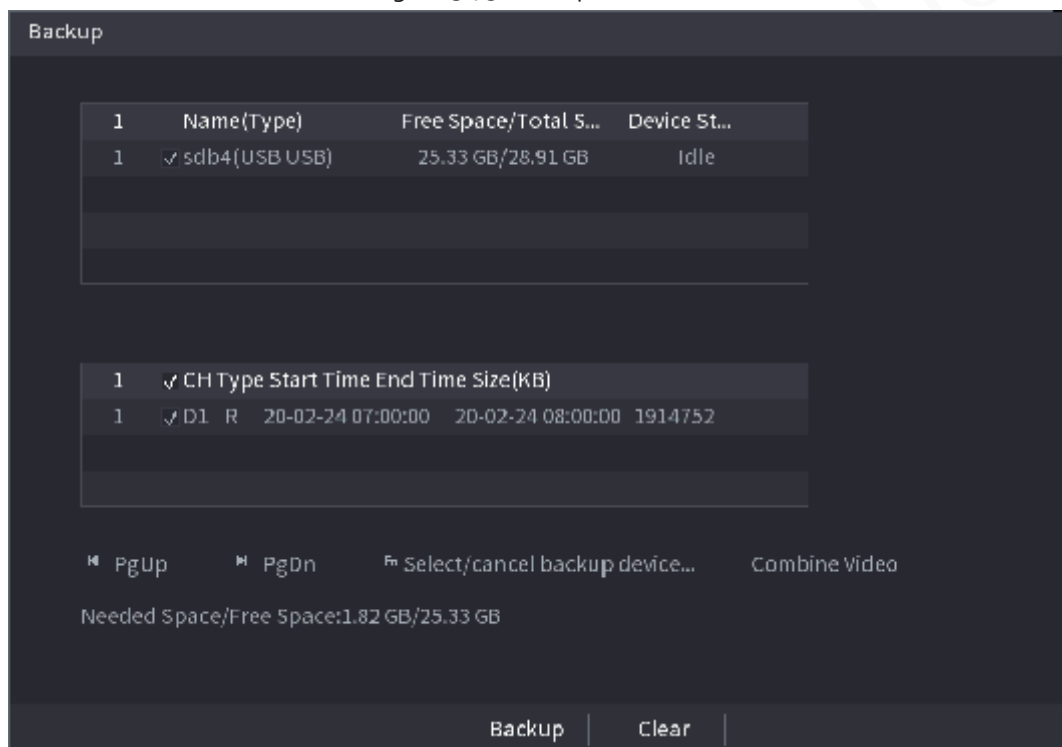 Backup
1 Name(Type) Free Space/Total S... Device St...
1 sdb4(USB USB) 25.33 GB/28.91 GB Idle
1 CH Type Start Time End Time Size(KB)
1 D1 R 20-02-24 07:00:00 20-02-24 08:00:00 1914752
PgUp PgDn Fn Select/cancel backup device... Combine Video
Needed Space/Free Space:1.82 GB/25.33 GB
Backup Clear